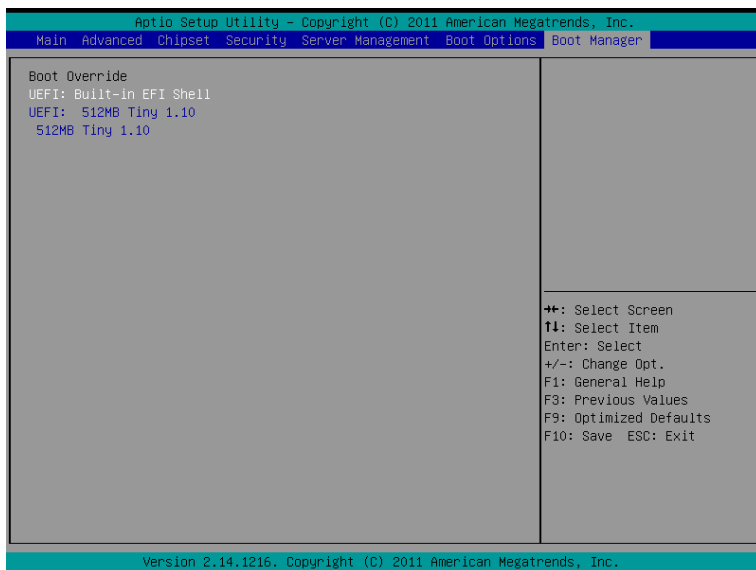 Aptio Setup Utility – Copyright (C) 2011 American Megatrends, Inc.
Main Advanced Chipset Security Server Management Boot Options Boot Manager
Boot Override
UEFI: Built-in EFI Shell
UEFI: 512MB Tiny 1.10
512MB Tiny 1.10
→←: Select Screen
↑↓: Select Item
Enter: Select
+/-: Change Opt.
F1: General Help
F3: Previous Values
F9: Optimized Defaults
F10: Save ESC: Exit
Version 2.14.1216. Copyright (C) 2011 American Megatrends, Inc.